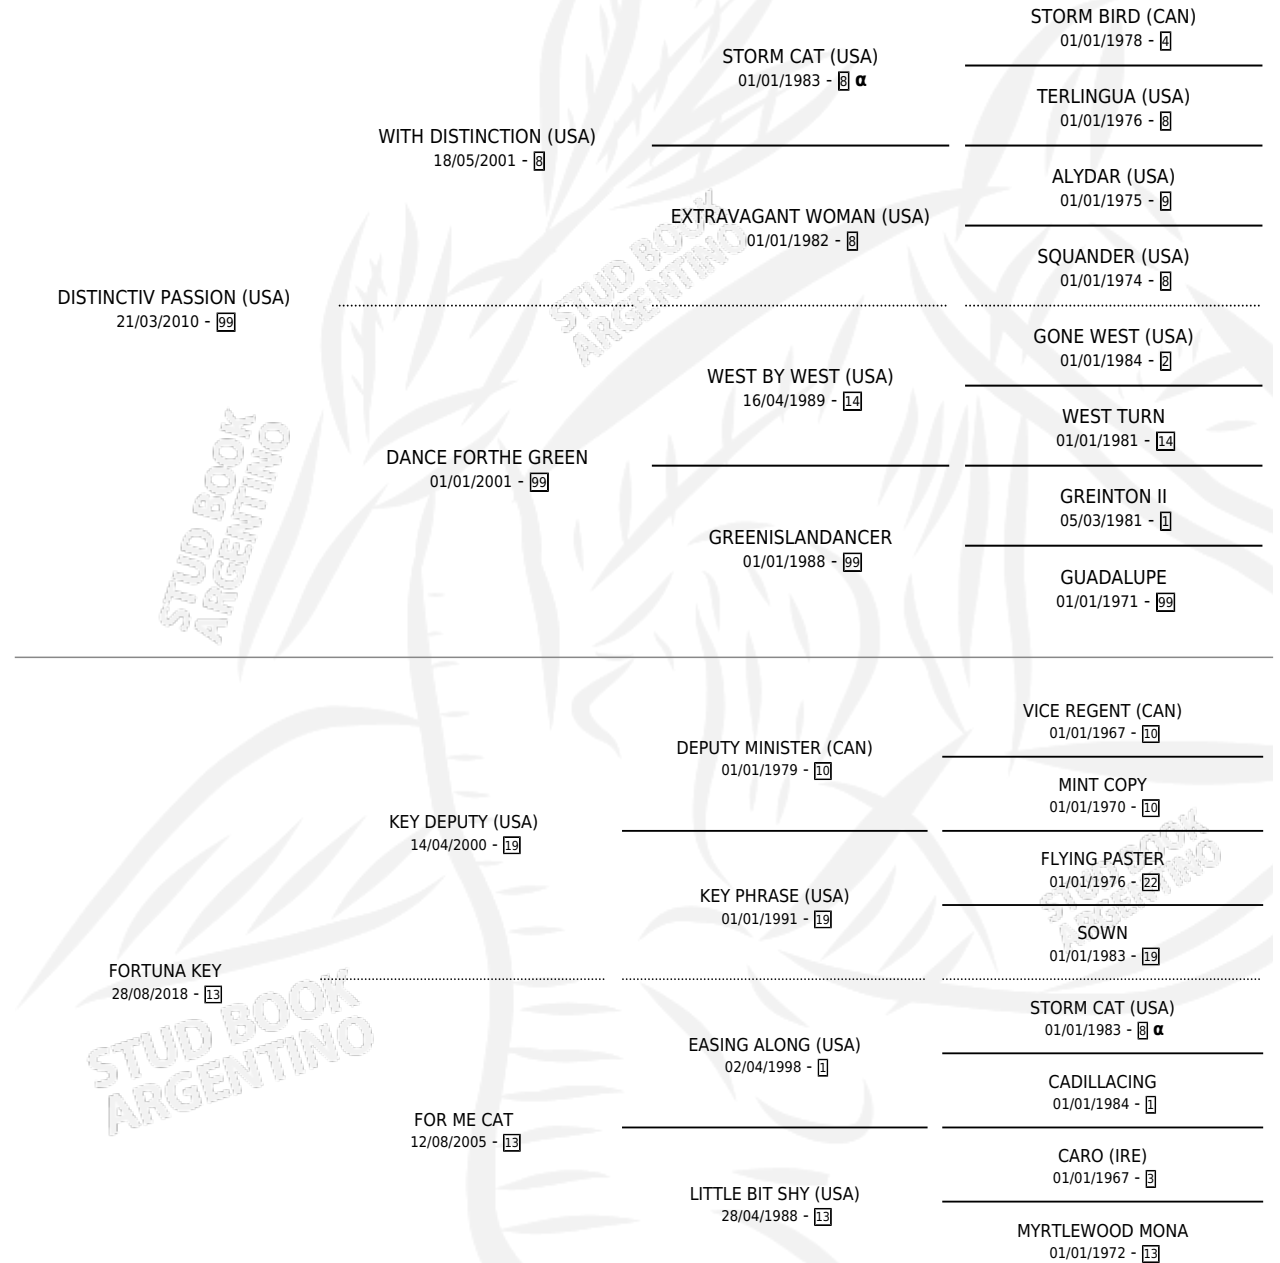 STORM BIRD (CAN)
01/01/1978 - 4
STORM CAT (USA)
01/01/1983 - 8 α
TERLINGUA (USA)
01/01/1976 - 8
WITH DISTINCTION (USA)
18/05/2001 - 8
ALYDAR (USA)
01/01/1975 - 9
EXTRAVAGANT WOMAN (USA)
01/01/1982 - 8
SQUANDER (USA)
01/01/1974 - 8
DISTINCTIV PASSION (USA)
21/03/2010 - 99
GONE WEST (USA)
01/01/1984 - 2
WEST BY WEST (USA)
16/04/1989 - 14
WEST TURN
01/01/1981 - 14
DANCE FORTHE GREEN
01/01/2001 - 99
GREINTON II
05/03/1981 - 1
GREENISLANDANCER
01/01/1988 - 99
GUADALUPE
01/01/1971 - 99
VICE REGENT (CAN)
01/01/1967 - 10
DEPUTY MINISTER (CAN)
01/01/1979 - 10
MINT COPY
01/01/1970 - 10
KEY DEPUTY (USA)
14/04/2000 - 19
FLYING PASTER
01/01/1976 - 22
KEY PHRASE (USA)
01/01/1991 - 19
SOWN
01/01/1983 - 19
FORTUNA KEY
28/08/2018 - 13
STORM CAT (USA)
01/01/1983 - 8 α
EASING ALONG (USA)
02/04/1998 - 1
CADILLACING
01/01/1984 - 1
FOR ME CAT
12/08/2005 - 13
CARO (IRE)
01/01/1967 - 3
LITTLE BIT SHY (USA)
28/04/1988 - 13
MYRTLEWOOD MONA
01/01/1972 - 13
STUD BOOK
ARGENTINO
STUD BOOK
ARGENTINO
STUD BOOK
ARGENTINO
STUD BOOK
ARGENTINO